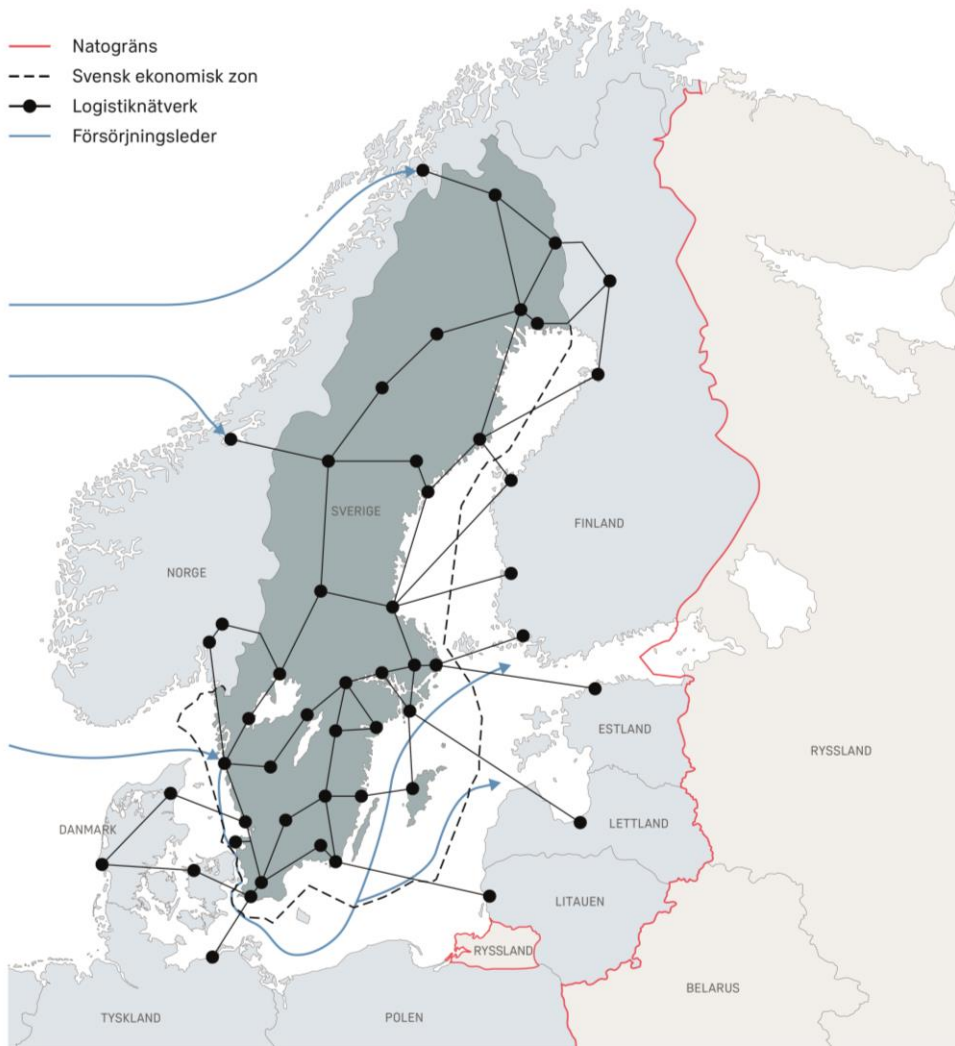 Natogräns
Svensk ekonomisk zon
Logistiknätverk
Försörjningsleder
SVERIGE
FINLAND
NORGE
ESTLAND
RYSSLAND
DANMARK
LETTLAND
LITAUEN
RYSSLAND
BELARUS
TYSKLAND
POLEN